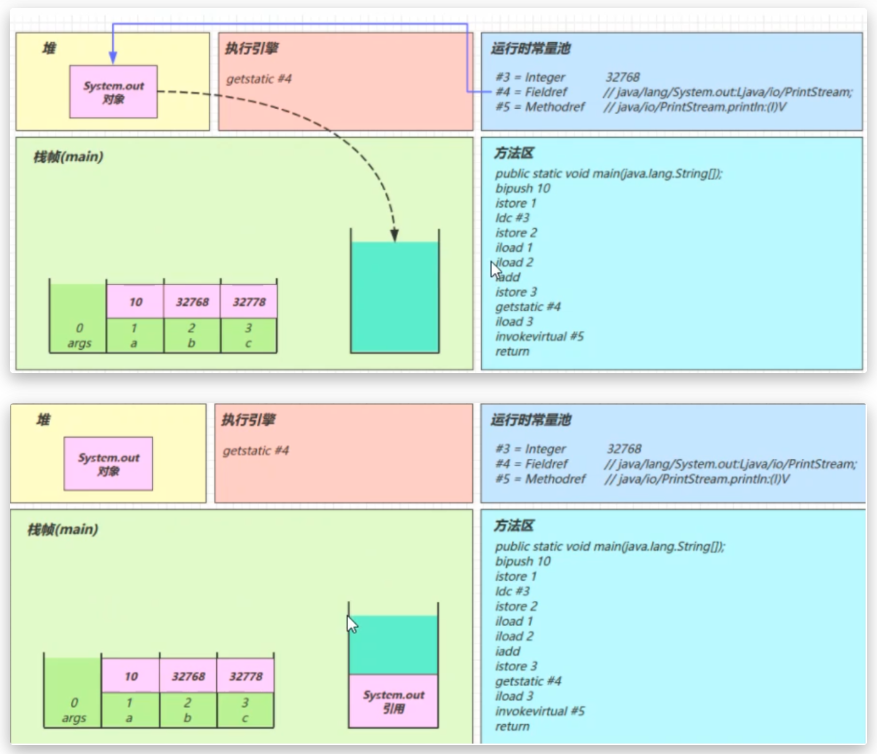 堆
System.out
对象
执行引擎
getstatic #4
运行时常量池
#3 = Integer 32768
#4 = Fieldref // java/lang/System.out:Ljava/io/PrintStream;
#5 = Methodref // java/io/PrintStream.println:(I)V
栈帧(main)
10 32768 32778
0 1 2 3
args a b c
方法区
public static void main(java.lang.String[]);
bipush 10
istore 1
ldc #3
istore 2
iload 1
iload 2
iadd
istore 3
getstatic #4
iload 3
invokevirtual #5
return
堆
System.out
对象
执行引擎
getstatic #4
运行时常量池
#3 = Integer 32768
#4 = Fieldref // java/lang/System.out:Ljava/io/PrintStream;
#5 = Methodref // java/io/PrintStream.println:(I)V
栈帧(main)
10 32768 32778
0 1 2 3
args a b c
System.out
引用
方法区
public static void main(java.lang.String[]);
bipush 10
istore 1
ldc #3
istore 2
iload 1
iload 2
iadd
istore 3
getstatic #4
iload 3
invokevirtual #5
return